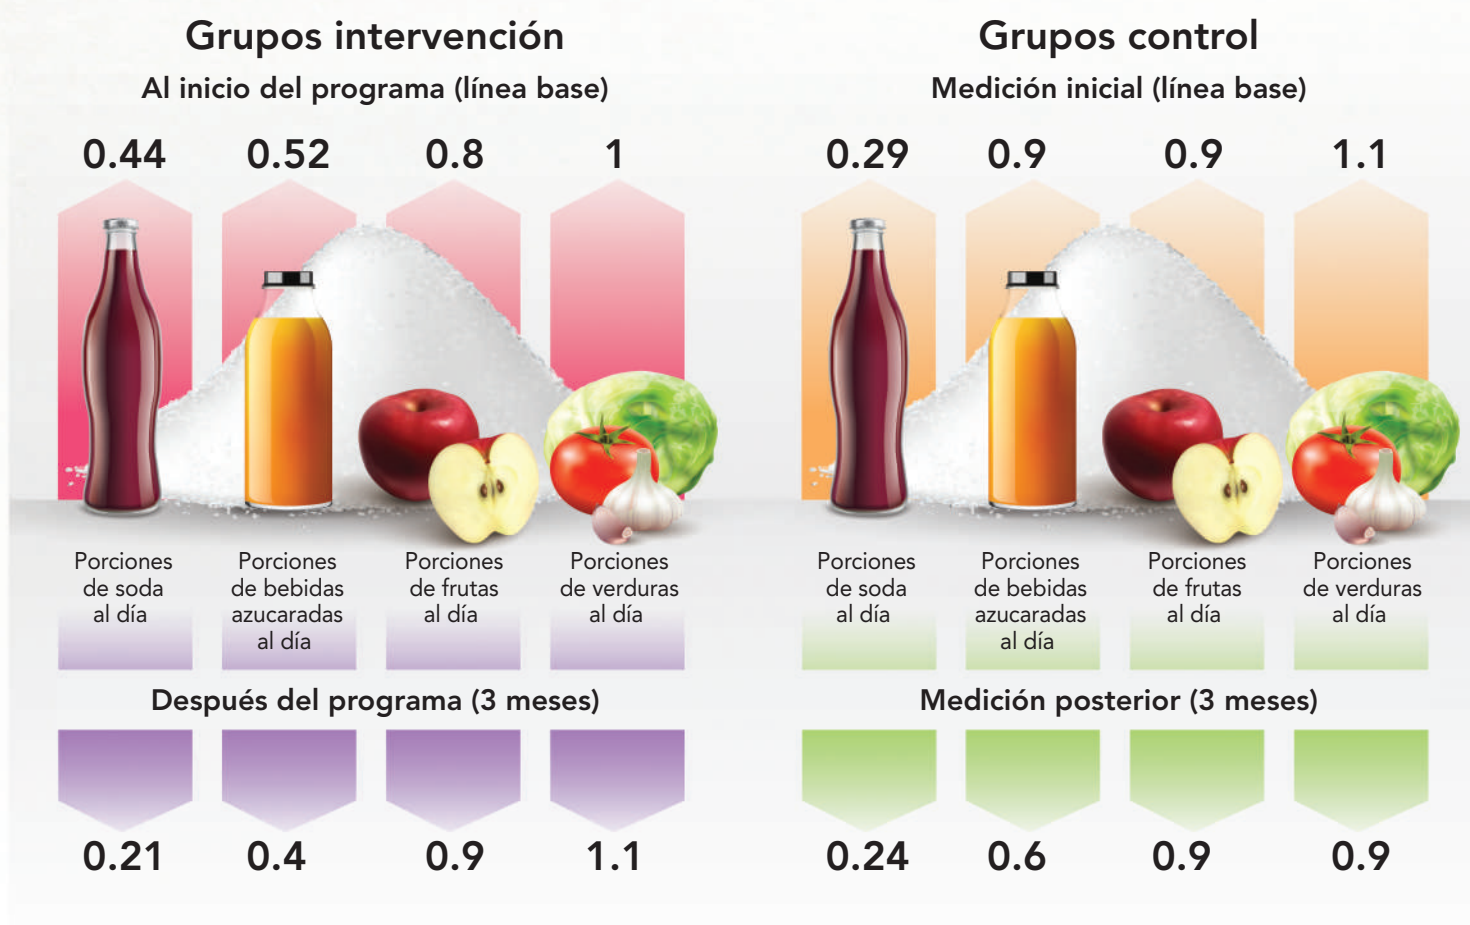 Grupos intervención
Al inicio del programa (línea base)
0.44 0.52 0.8 1
Porciones de soda al día
Porciones de bebidas azucaradas al día
Porciones de frutas al día
Porciones de verduras al día
Después del programa (3 meses)
0.21 0.4 0.9 1.1
Grupos control
Medición inicial (línea base)
0.29 0.9 0.9 1.1
Porciones de soda al día
Porciones de bebidas azucaradas al día
Porciones de frutas al día
Porciones de verduras al día
Medición posterior (3 meses)
0.24 0.6 0.9 0.9